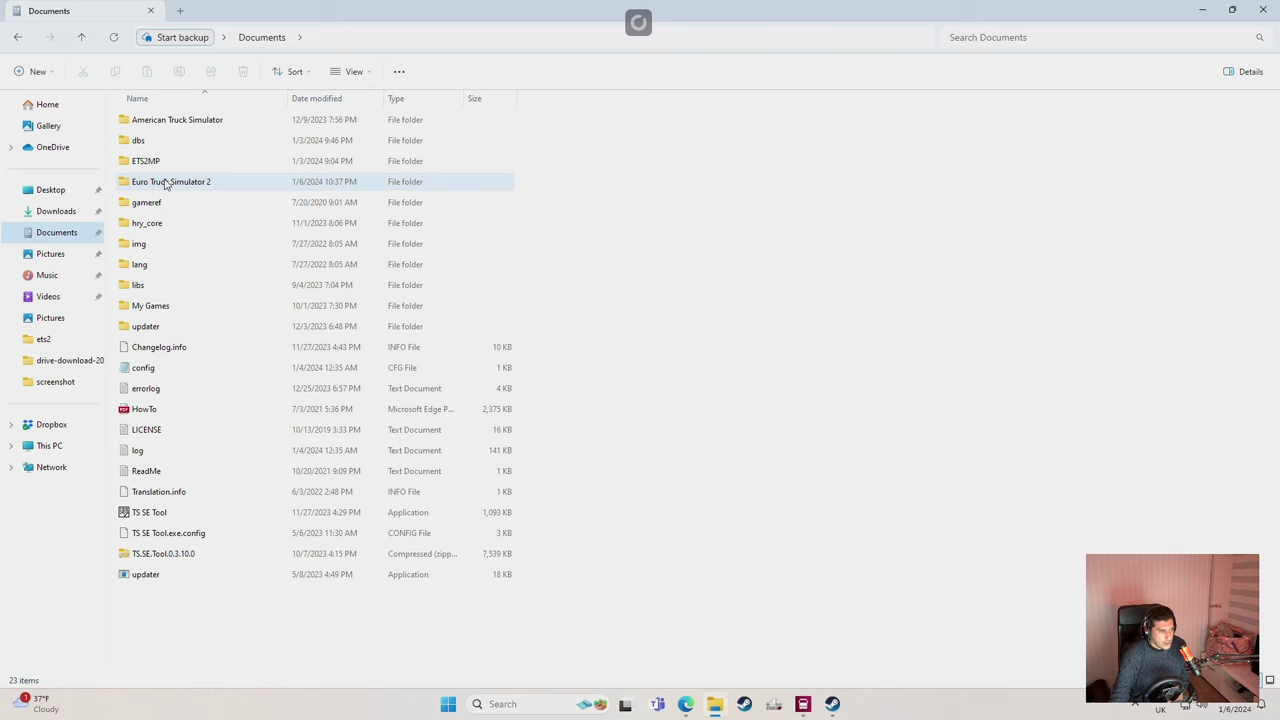 Documents
Start backup
Documents
Search Documents
New
Sort
View
Details
Name Date modified Type Size
Home
Gallery
OneDrive
Desktop
Downloads
Documents
Pictures
Music
Videos
Pictures
ets2
drive-download-20
screenshot
Dropbox
This PC
Network
American Truck Simulator 12/9/2023 7:56 PM File folder
dbs 1/3/2024 9:46 PM File folder
ETS2MP 1/3/2024 9:04 PM File folder
Euro Truck Simulator 2 1/6/2024 10:37 PM File folder
gameref 7/20/2020 9:01 AM File folder
hry_core 11/1/2023 8:06 PM File folder
img 7/27/2022 8:05 AM File folder
lang 7/27/2022 8:05 AM File folder
libs 9/4/2023 7:04 PM File folder
My Games 10/1/2023 7:30 PM File folder
updater 12/3/2023 6:48 PM File folder
Changelog.info 11/27/2023 4:43 PM INFO File 10 KB
config 1/4/2024 12:35 AM CFG File 1 KB
errorlog 12/25/2023 6:57 PM Text Document 4 KB
HowTo 7/3/2021 5:36 PM Microsoft Edge P... 2,375 KB
LICENSE 10/13/2019 3:33 PM Text Document 16 KB
log 1/4/2024 12:35 AM Text Document 141 KB
ReadMe 10/20/2021 9:09 PM Text Document 1 KB
Translation.info 6/3/2022 2:48 PM INFO File 1 KB
TS SE Tool 11/27/2023 4:29 PM Application 1,093 KB
TS SE Tool.exe.config 5/6/2023 11:30 AM CONFIG File 3 KB
TS.SE.Tool.0.3.10.0 10/7/2023 4:15 PM Compressed (zipp... 7,539 KB
updater 5/8/2023 4:49 PM Application 18 KB
23 items
1
37°F
Cloudy
Search
UK
1/6/2024